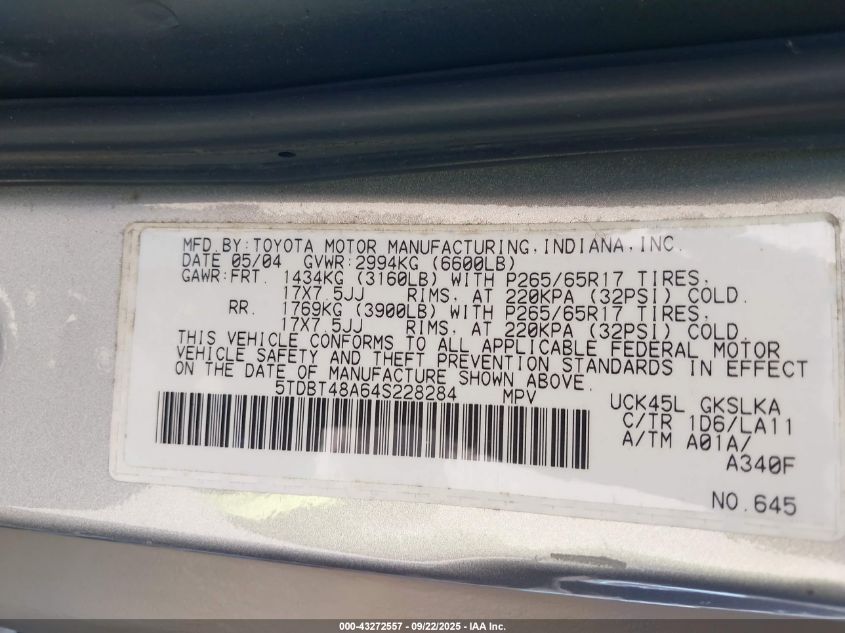 MFD.BY:TOYOTA MOTOR MANUFACTURING,INDIANA,INC.
DATE 05/04 GVWR:2994KG (6600LB)
GAWR:FRT. 1434KG (3160LB) WITH P265/65R17 TIRES,
17X7.5JJ RIMS, AT 220KPA (32PSI) COLD.
RR. 1769KG (3900LB) WITH P265/65R17 TIRES,
17X7.5JJ RIMS, AT 220KPA (32PSI) COLD.
THIS VEHICLE CONFORMS TO ALL APPLICABLE FEDERAL MOTOR
VEHICLE SAFETY AND THEFT PREVENTION STANDARDS IN EFFECT
ON THE DATE OF MANUFACTURE SHOWN ABOVE.
5TDBT48A64S228284 MPV
UCK45L GKSLKA
C/TR 1D6/LA11
A/TM A01A/
A340F
NO.645
000-43272557 - 09/22/2025 - IAA Inc.